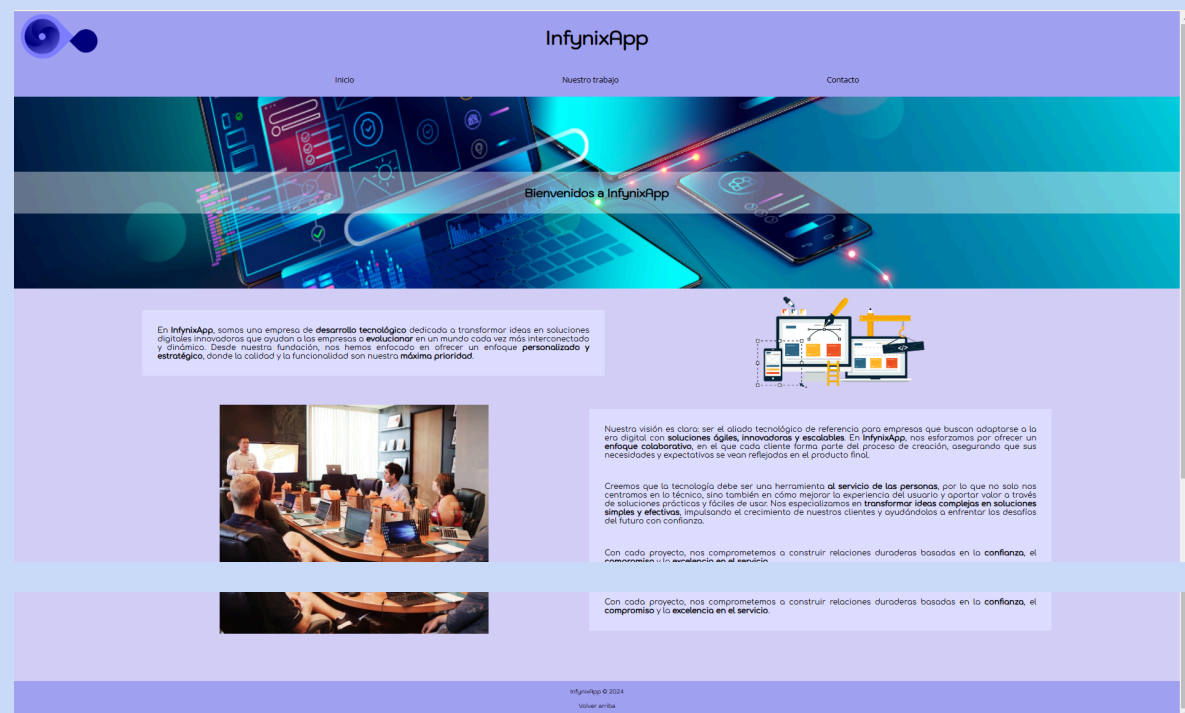 InfynixApp
Inicio
Nuestro trabajo
Contacto
Bienvenidos a InfynixApp
En InfynixApp, somos una empresa de desarrollo tecnológico dedicada a transformar ideas en soluciones
digitales innovadoras que ayudan a las empresas a evolucionar en un mundo cada vez más interconectado
y dinámico. Desde nuestra fundación, nos hemos enfocado en ofrecer un enfoque personalizado y
estratégico, donde la calidad y la funcionalidad son nuestra máxima prioridad.
Nuestra visión es clara: ser el aliado tecnológico de referencia para empresas que buscan adaptarse a la
era digital con soluciones ágiles, innovadoras y escalables. En InfynixApp, nos esforzamos por ofrecer un
enfoque colaborativo, en el que cada cliente forma parte del proceso de creación, asegurando que sus
necesidades y expectativas se vean reflejadas en el producto final.
Creemos que la tecnología debe ser una herramienta al servicio de las personas, por lo que no solo nos
centramos en lo técnico, sino también en cómo mejorar la experiencia del usuario y aportar valor a través
de soluciones prácticas y fáciles de usar. Nos especializamos en transformar ideas complejas en soluciones
simples y efectivas, impulsando el crecimiento de nuestros clientes y ayudándolos a enfrentar los desafíos
del futuro con confianza.
Con cada proyecto, nos comprometemos a construir relaciones duraderas basadas en la confianza, el
compromiso y la excelencia en el servicio.
Con cada proyecto, nos comprometemos a construir relaciones duraderas basadas en la confianza, el
compromiso y la excelencia en el servicio.
InfynixApp © 2024
Volver arriba